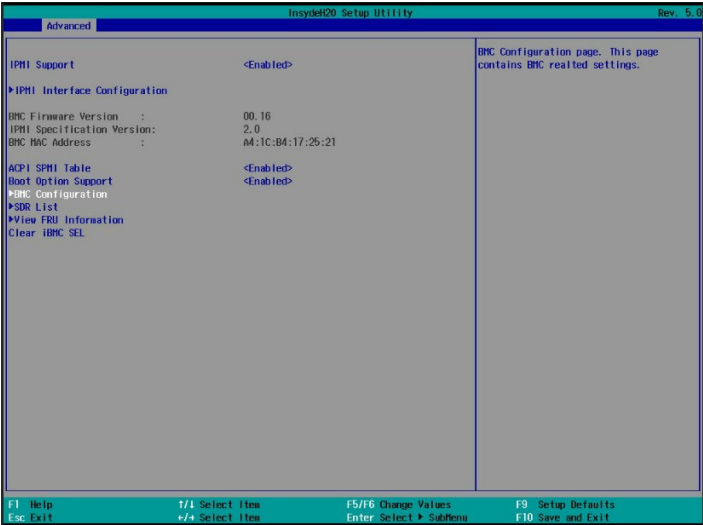 InsydeH20 Setup Utility Rev. 5.0
Advanced
BMC Configuration page. This page
IPMI Support <Enabled> contains BMC realted settings.
▶IPMI Interface Configuration
BMC Firmware Version : 00.16
IPMI Specification Version: 2.0
BMC MAC Address : A4:1C:B4:17:25:21
ACPI SPMI Table <Enabled>
Boot Option Support <Enabled>
▶BMC Configuration
▶SDR List
▶View FRU Information
Clear iBMC SEL
F1 Help ↑/↓ Select Item F5/F6 Change Values F9 Setup Defaults
Esc Exit ←/→ Select Item Enter Select ▶ SubMenu F10 Save and Exit